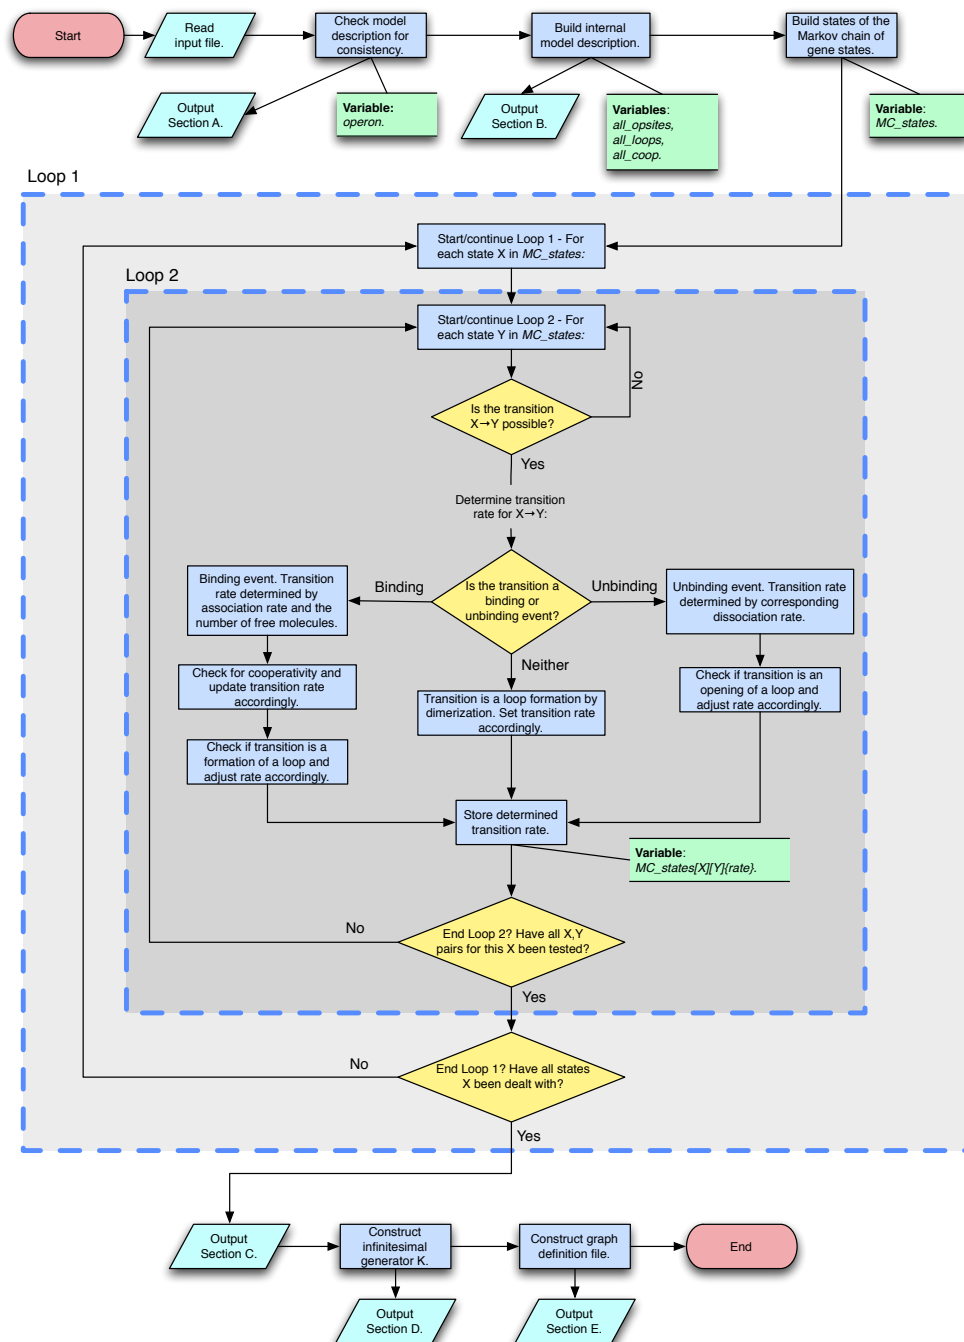 Start
Read
input file.
Check model
description for
consistency.
Build internal
model description.
Build states of the
Markov chain of
gene states.
Output
Section A.
Variable:
operon.
Output
Section B.
Variables:
all_opsites,
all_loops,
all_coop.
Variable:
MC_states.
Loop 1
Start/continue Loop 1 - For
each state X in MC_states:
Loop 2
Start/continue Loop 2 - For
each state Y in MC_states:
No
Is the transition
X→Y possible?
Yes
Determine transition
rate for X→Y:
Is the transition a
binding or
unbinding event?
Binding
Unbinding
Neither
Binding event. Transition
rate determined by
association rate and the
number of free molecules.
Unbinding event. Transition rate
determined by corresponding
dissociation rate.
Check for cooperativity and
update transition rate
accordingly.
Transition is a loop formation by
dimerization. Set transition rate
accordingly.
Check if transition is an
opening of a loop and
adjust rate accordingly.
Check if transition is a
formation of a loop and
adjust rate accordingly.
Store determined
transition rate.
Variable:
MC_states[X][Y]{rate}.
No
End Loop 2? Have all X,Y
pairs for this X been tested?
Yes
No
End Loop 1? Have all states
X been dealt with?
Yes
Output
Section C.
Construct
infinitesimal
generator K.
Construct graph
definition file.
End
Output
Section D.
Output
Section E.